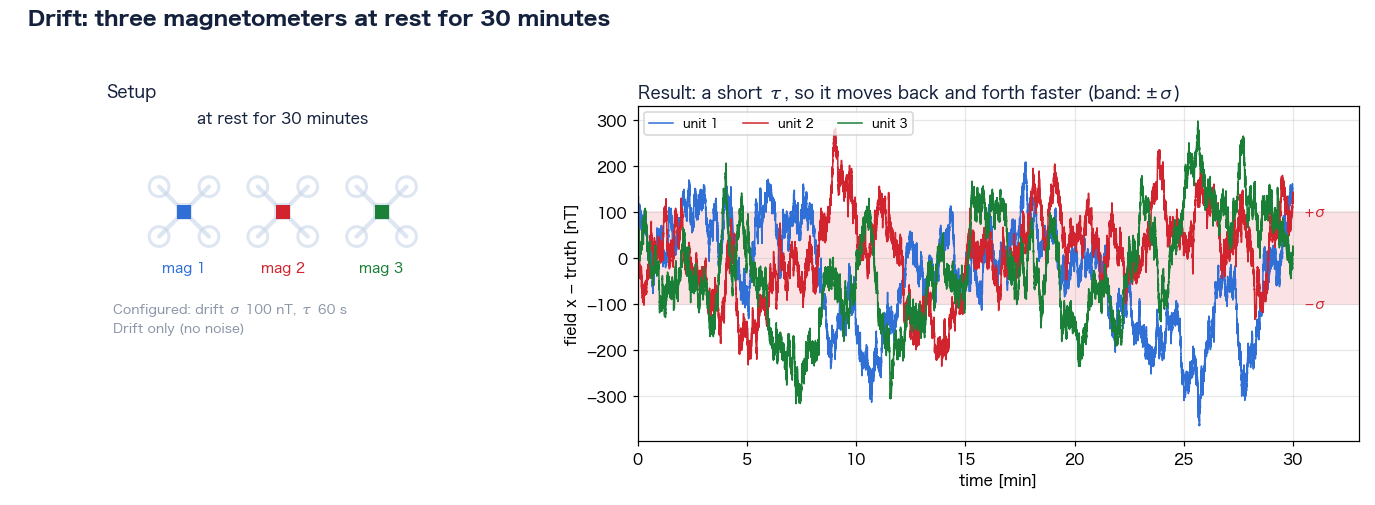 Drift: three magnetometers at rest for 30 minutes
Setup
at rest for 30 minutes
mag 1
mag 2
mag 3
Configured: drift σ 100 nT, τ 60 s
Drift only (no noise)
Result: a short τ, so it moves back and forth faster (band: ±σ)
unit 1
unit 2
unit 3
300
200
100
0
−100
−200
−300
field x − truth [nT]
+σ
−σ
0
5
10
15
20
25
30
time [min]